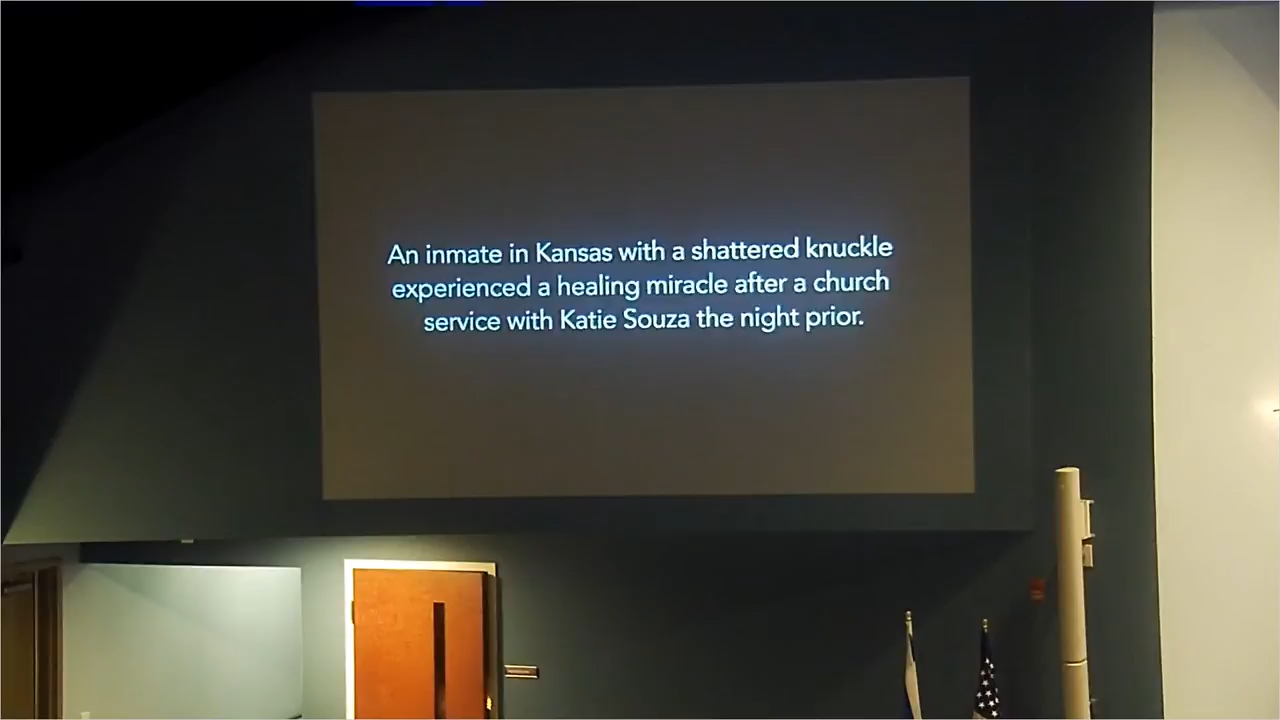 An inmate in Kansas with a shattered knuckle
experienced a healing miracle after a church
service with Katie Souza the night prior.